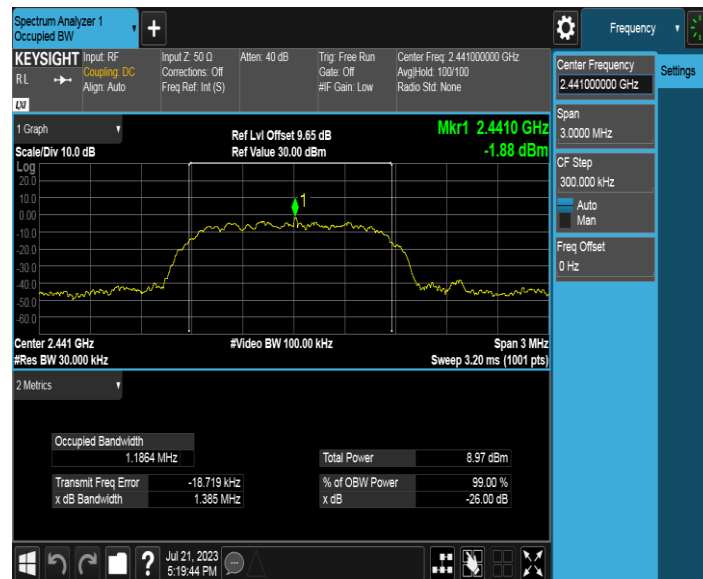 Spectrum Analyzer 1
Occupied BW
Frequency
KEYSIGHT
RL
LXI
Input: RF
Coupling: DC
Align: Auto
Input Z: 50 Ω
Corrections: Off
Freq Ref: Int (S)
Atten: 40 dB
Trig: Free Run
Gate: Off
#IF Gain: Low
Center Freq: 2.441000000 GHz
Avg|Hold: 100/100
Radio Std: None
Center Frequency
2.441000000 GHz
Settings
Span
3.0000 MHz
CF Step
300.000 kHz
Auto
Man
Freq Offset
0 Hz
1 Graph
Scale/Div 10.0 dB
Ref Lvl Offset 9.65 dB
Ref Value 30.00 dBm
Mkr1 2.4410 GHz
-1.88 dBm
Log
20.0
10.0
0.00
-10.0
-20.0
-30.0
-40.0
-50.0
-60.0
1
Center 2.441 GHz
#Res BW 30.000 kHz
#Video BW 100.00 kHz
Span 3 MHz
Sweep 3.20 ms (1001 pts)
2 Metrics
Occupied Bandwidth
1.1864 MHz
Total Power 8.97 dBm
Transmit Freq Error -18.719 kHz
% of OBW Power 99.00 %
x dB Bandwidth 1.385 MHz
x dB -26.00 dB
?
Jul 21, 2023
5:19:44 PM